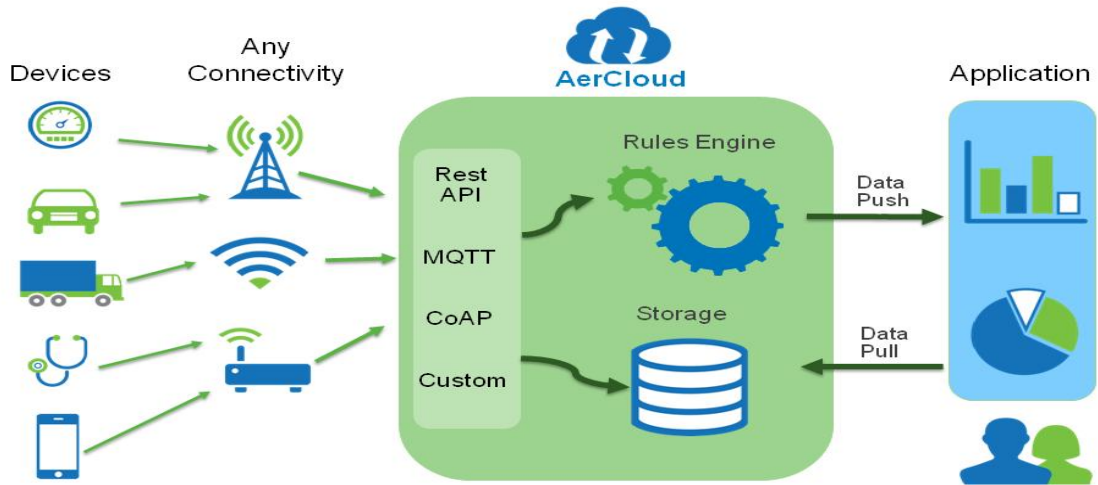 Devices
Any
Connectivity
AerCloud
Application
Rest
API
MQTT
CoAP
Custom
Rules Engine
Storage
Data
Push
Data
Pull